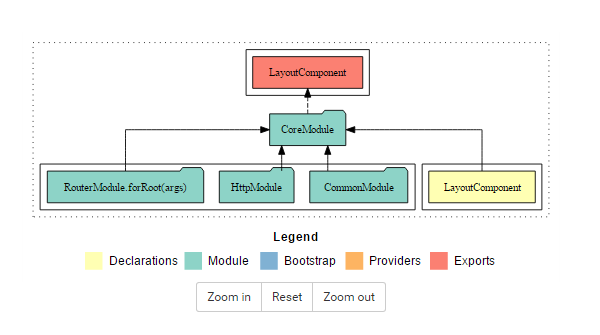 LayoutComponent
CoreModule
RouterModule.forRoot(args) HttpModule CommonModule LayoutComponent
Legend
Declarations Module Bootstrap Providers Exports
Zoom in Reset Zoom out